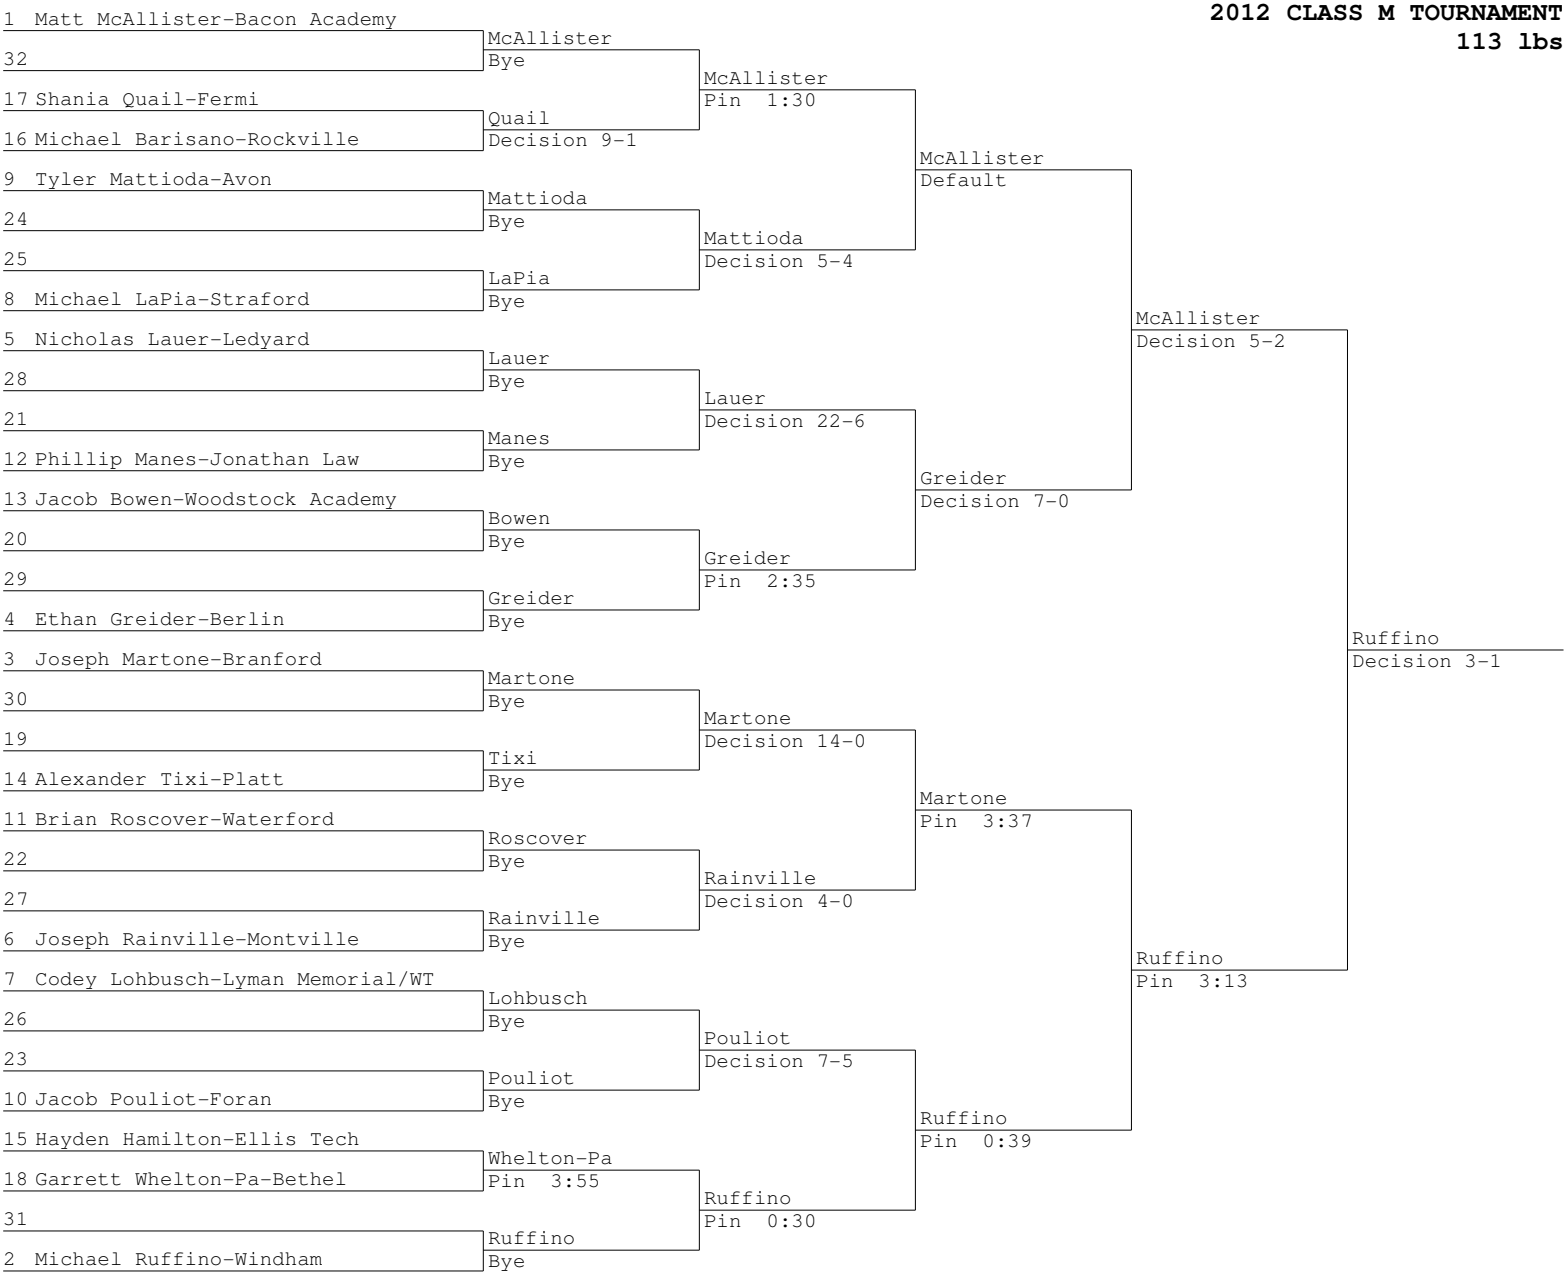 2012 CLASS M TOURNAMENT
113 lbs
1 Matt McAllister-Bacon Academy
32
17 Shania Quail-Fermi
16 Michael Barisano-Rockville
9 Tyler Mattioda-Avon
24
25
8 Michael LaPia-Straford
5 Nicholas Lauer-Ledyard
28
21
12 Phillip Manes-Jonathan Law
13 Jacob Bowen-Woodstock Academy
20
29
4 Ethan Greider-Berlin
3 Joseph Martone-Branford
30
19
14 Alexander Tixi-Platt
11 Brian Roscover-Waterford
22
27
6 Joseph Rainville-Montville
7 Codey Lohbusch-Lyman Memorial/WT
26
23
10 Jacob Pouliot-Foran
15 Hayden Hamilton-Ellis Tech
18 Garrett Whelton-Pa-Bethel
31
2 Michael Ruffino-Windham
McAllister
Bye
Quail
Decision 9-1
Mattioda
Bye
LaPia
Bye
Lauer
Bye
Manes
Bye
Bowen
Bye
Greider
Bye
Martone
Bye
Tixi
Bye
Roscover
Bye
Rainville
Bye
Lohbusch
Bye
Pouliot
Bye
Whelton-Pa
Pin 3:55
Ruffino
Bye
McAllister
Pin 1:30
Mattioda
Decision 5-4
Lauer
Decision 22-6
Greider
Pin 2:35
Martone
Decision 14-0
Rainville
Decision 4-0
Pouliot
Decision 7-5
Ruffino
Pin 0:30
McAllister
Default
Greider
Decision 7-0
Martone
Pin 3:37
Ruffino
Pin 0:39
McAllister
Decision 5-2
Ruffino
Pin 3:13
Ruffino
Decision 3-1